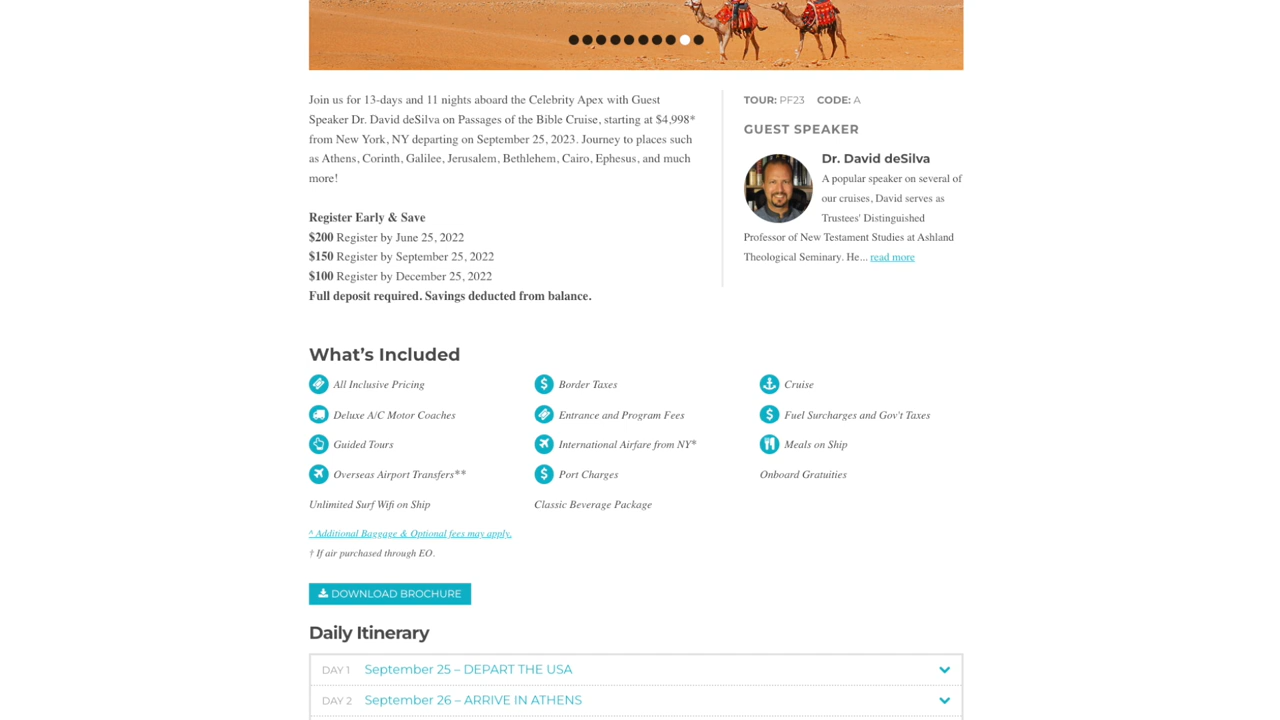 Join us for 13-days and 11 nights aboard the Celebrity Apex with Guest
Speaker Dr. David deSilva on Passages of the Bible Cruise, starting at $4,998*
from New York, NY departing on September 25, 2023. Journey to places such
as Athens, Corinth, Galilee, Jerusalem, Bethlehem, Cairo, Ephesus, and much
more!
Register Early & Save
$200 Register by June 25, 2022
$150 Register by September 25, 2022
$100 Register by December 25, 2022
Full deposit required. Savings deducted from balance.
TOUR: PF23 CODE: A
GUEST SPEAKER
Dr. David deSilva
A popular speaker on several of
our cruises, David serves as
Trustees' Distinguished
Professor of New Testament Studies at Ashland
Theological Seminary. He... read more
What's Included
All Inclusive Pricing
Border Taxes
Cruise
Deluxe A/C Motor Coaches
Entrance and Program Fees
Fuel Surcharges and Gov't Taxes
Guided Tours
International Airfare from NY*
Meals on Ship
Overseas Airport Transfers**
Port Charges
Onboard Gratuities
Unlimited Surf Wifi on Ship
Classic Beverage Package
^ Additional Baggage & Optional fees may apply.
† If air purchased through EO.
DOWNLOAD BROCHURE
Daily Itinerary
DAY 1 September 25 – DEPART THE USA
DAY 2 September 26 – ARRIVE IN ATHENS